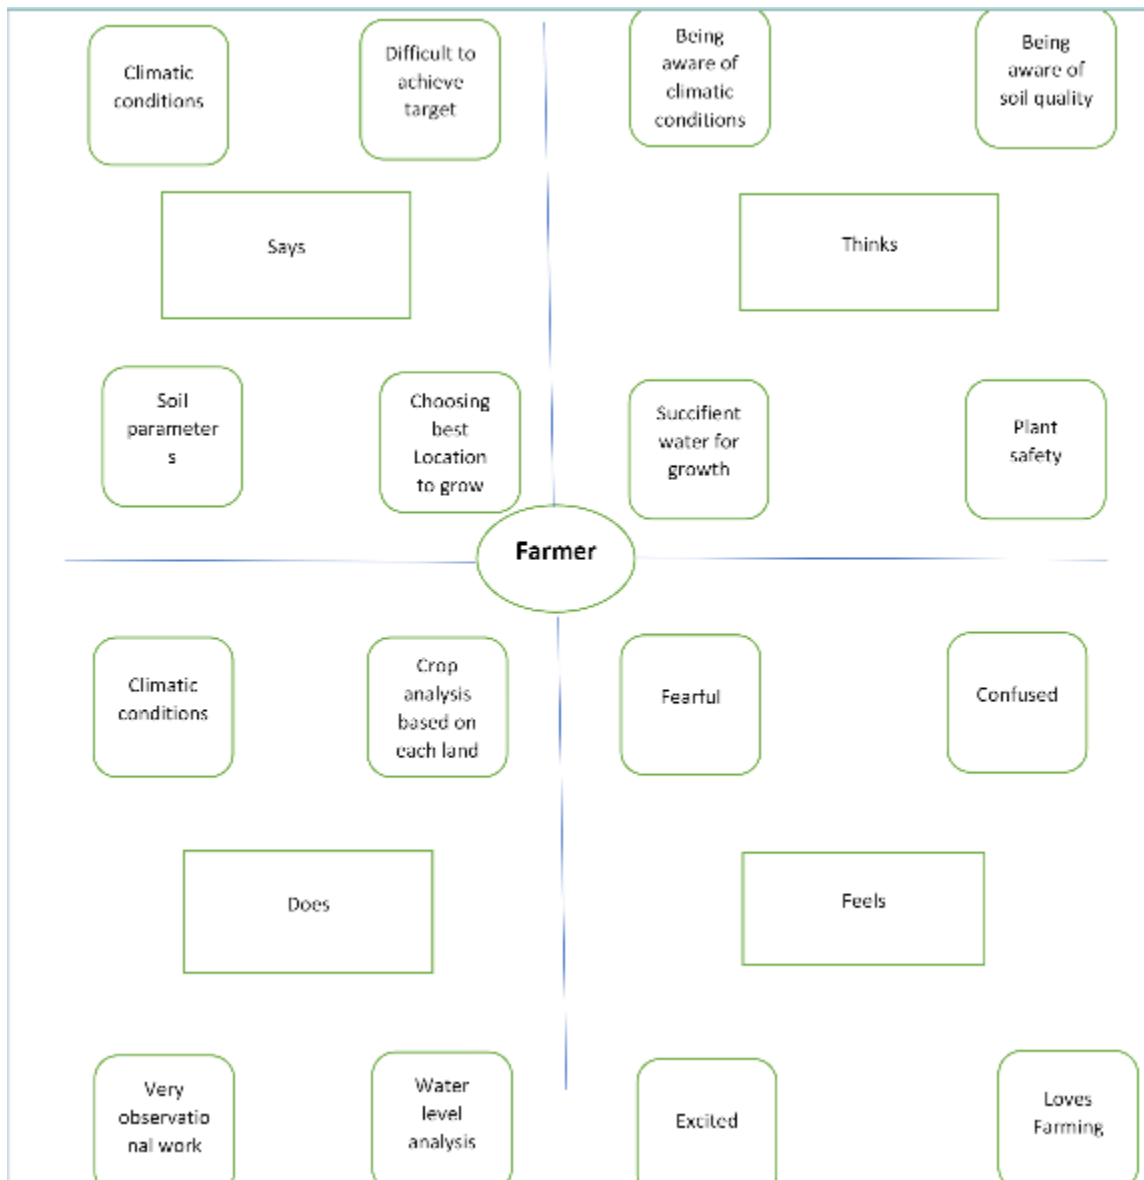 Climatic
conditions
Difficult to
achieve
target
Being
aware of
climatic
conditions
Being
aware of
soil quality
Says
Thinks
Soil
parameter
s
Choosing
best
Location
to grow
Succifient
water for
growth
Plant
safety
Farmer
Climatic
conditions
Crop
analysis
based on
each land
Fearful
Confused
Does
Feels
Very
observatio
nal work
Water
level
analysis
Excited
Loves
Farming